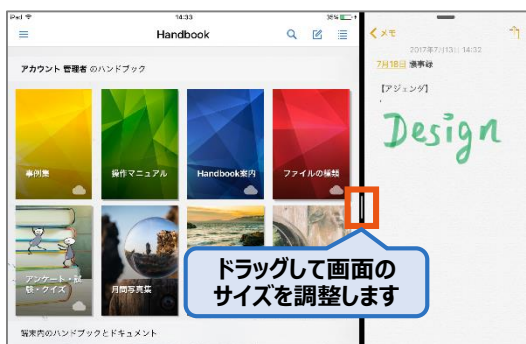 iPad
14:33
36%
Handbook
アカウント 管理者 のハンドブック
事例集
操作マニュアル
Handbook案内
ファイルの種類
アンケート・試
験・クイズ
月間写真集
端末内のハンドブックとドキュメント
メモ
2017年7月13日 14:32
7月18日 議事録
【アジェンダ】
Design
ドラッグして画面の
サイズを調整します